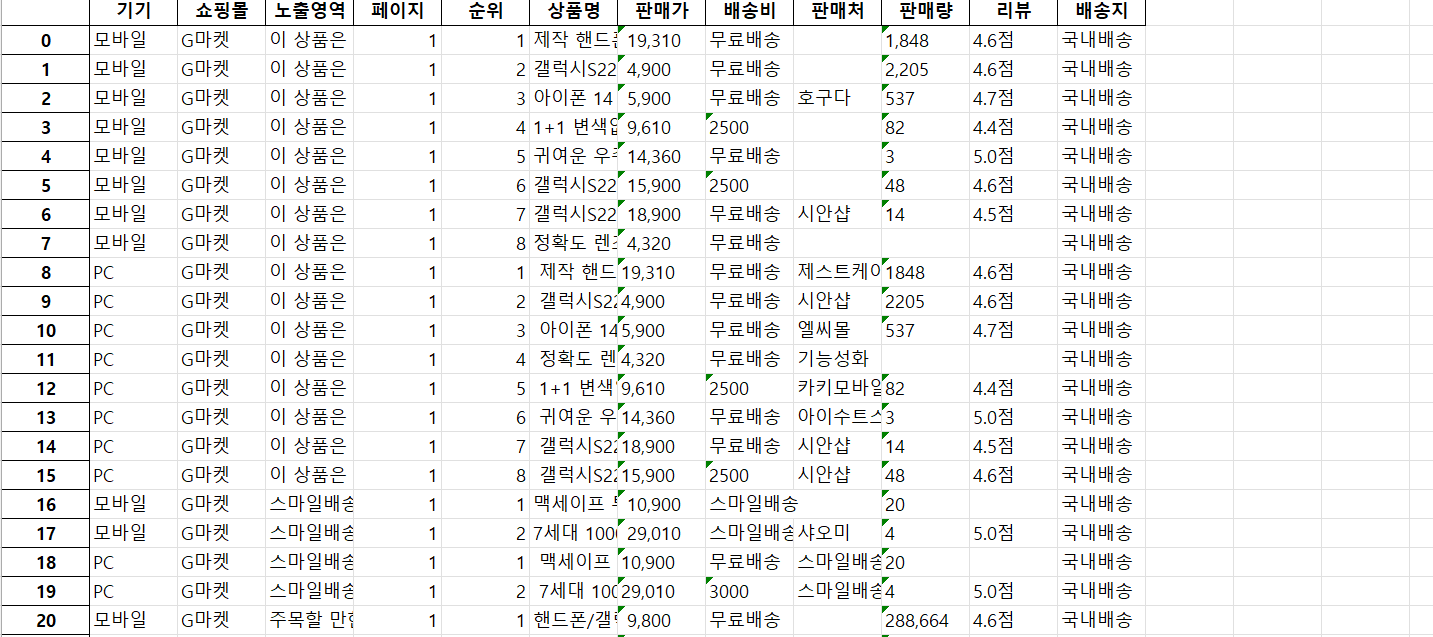 기기 쇼핑몰 노출영역 페이지 순위 상품명 판매가 배송비 판매처 판매량 리뷰 배송지
0 모바일 G마켓 이 상품은 1 1 제작 핸드폰 19,310 무료배송 1,848 4.6점 국내배송
1 모바일 G마켓 이 상품은 1 2 갤럭시S22 4,900 무료배송 2,205 4.6점 국내배송
2 모바일 G마켓 이 상품은 1 3 아이폰 14 5,900 무료배송 호구다 537 4.7점 국내배송
3 모바일 G마켓 이 상품은 1 4 1+1 변색없 9,610 2500 82 4.4점 국내배송
4 모바일 G마켓 이 상품은 1 5 귀여운 우주 14,360 무료배송 3 5.0점 국내배송
5 모바일 G마켓 이 상품은 1 6 갤럭시S22 15,900 2500 48 4.6점 국내배송
6 모바일 G마켓 이 상품은 1 7 갤럭시S22 18,900 무료배송 시안샵 14 4.5점 국내배송
7 모바일 G마켓 이 상품은 1 8 정확도 렌즈 4,320 무료배송 국내배송
8 PC G마켓 이 상품은 1 1 제작 핸드 19,310 무료배송 제스트케이 1848 4.6점 국내배송
9 PC G마켓 이 상품은 1 2 갤럭시S22 4,900 무료배송 시안샵 2205 4.6점 국내배송
10 PC G마켓 이 상품은 1 3 아이폰 14 5,900 무료배송 엘씨몰 537 4.7점 국내배송
11 PC G마켓 이 상품은 1 4 정확도 렌 4,320 무료배송 기능성화 국내배송
12 PC G마켓 이 상품은 1 5 1+1 변색 9,610 2500 카키모바일 82 4.4점 국내배송
13 PC G마켓 이 상품은 1 6 귀여운 우 14,360 무료배송 아이수트스 3 5.0점 국내배송
14 PC G마켓 이 상품은 1 7 갤럭시S22 18,900 무료배송 시안샵 14 4.5점 국내배송
15 PC G마켓 이 상품은 1 8 갤럭시S22 15,900 2500 시안샵 48 4.6점 국내배송
16 모바일 G마켓 스마일배송 1 1 맥세이프 10,900 스마일배송 20 국내배송
17 모바일 G마켓 스마일배송 1 2 7세대 1000 29,010 스마일배송 샤오미 4 5.0점 국내배송
18 PC G마켓 스마일배송 1 1 맥세이프 10,900 무료배송 스마일배송 20 국내배송
19 PC G마켓 스마일배송 1 2 7세대 100 29,010 3000 스마일배송 4 5.0점 국내배송
20 모바일 G마켓 주목할 만한 1 1 핸드폰/갤럭 9,800 무료배송 288,664 4.6점 국내배송